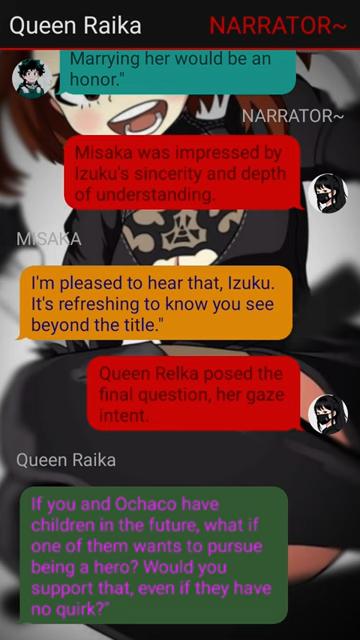 Queen Raika NARRATOR~
Marrying her would be an
honor."
NARRATOR~
Misaka was impressed by
Izuku's sincerity and depth
of understanding.
MISAKA
I'm pleased to hear that, Izuku.
It's refreshing to know you see
beyond the title."
Queen Relka posed the
final question, her gaze
intent.
Queen Raika
If you and Ochaco have
children in the future, what if
one of them wants to pursue
being a hero? Would you
support that, even if they have
no quirk?"